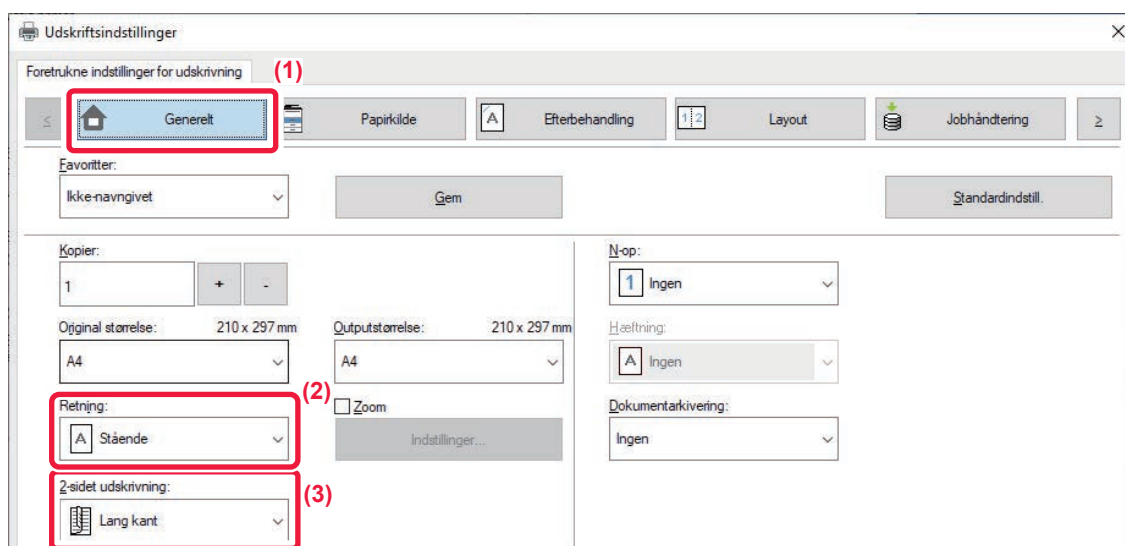 Udskriftsindstillinger
Foretrukne indstillinger for udskrivning
(1)
Generelt
Papirkilde
Efterbehandling
Layout
Jobhåndtering
Favoritter:
Ikke-navngivet
Gem
Standardindstill.
Kopier:
1
+
-
N-op:
1 Ingen
Original størrelse: 210 x 297 mm
A4
Outputstørrelse: 210 x 297 mm
A4
Hæftning:
A Ingen
(2)
Retning:
A Stående
Zoom
Indstillinger...
Dokumentarkivering:
Ingen
2-sidet udskrivning:
Lang kant
(3)